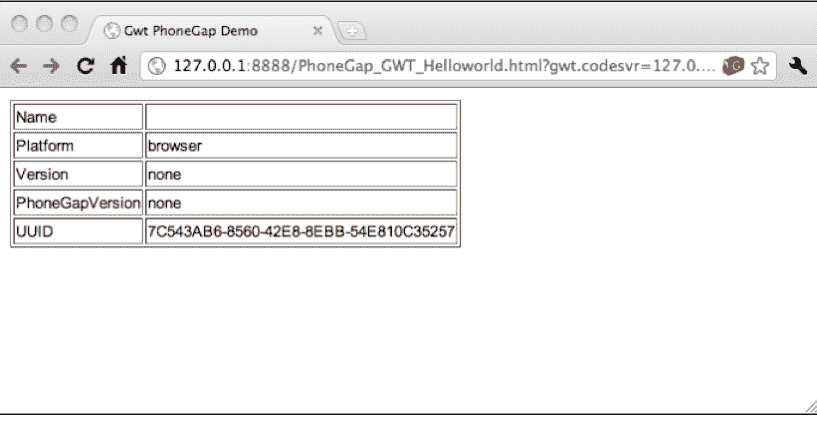 Gwt PhoneGap Demo
127.0.0.1:8888/PhoneGap_GWT_Helloworld.html?gwt.codesvr=127.0....
Name
Platform browser
Version none
PhoneGapVersion none
UUID 7C543AB6-8560-42E8-8EBB-54E810C35257